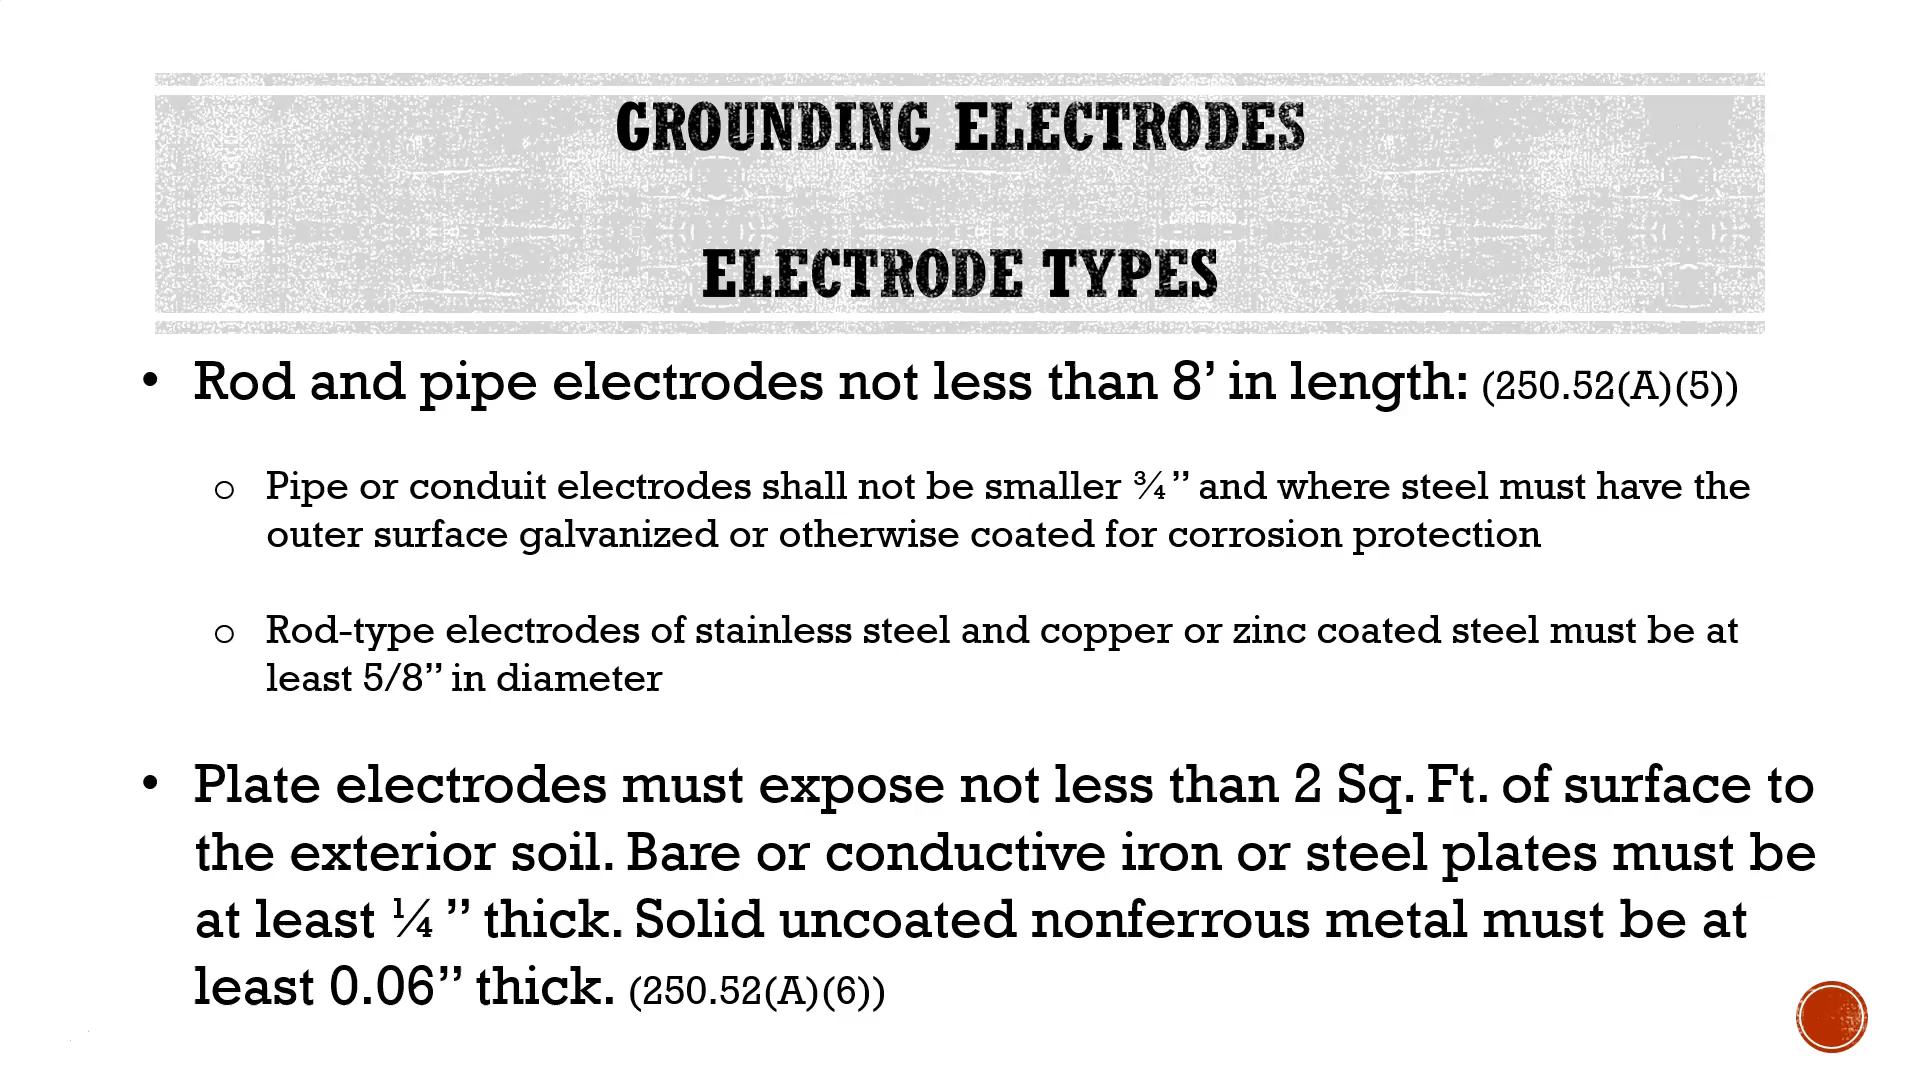 GROUNDING ELECTRODES
ELECTRODE TYPES
• Rod and pipe electrodes not less than 8’ in length: (250.52(A)(5))
o Pipe or conduit electrodes shall not be smaller ¾” and where steel must have the
outer surface galvanized or otherwise coated for corrosion protection
o Rod-type electrodes of stainless steel and copper or zinc coated steel must be at
least 5/8” in diameter
• Plate electrodes must expose not less than 2 Sq. Ft. of surface to
the exterior soil. Bare or conductive iron or steel plates must be
at least ¼ ” thick. Solid uncoated nonferrous metal must be at
least 0.06” thick. (250.52(A)(6))